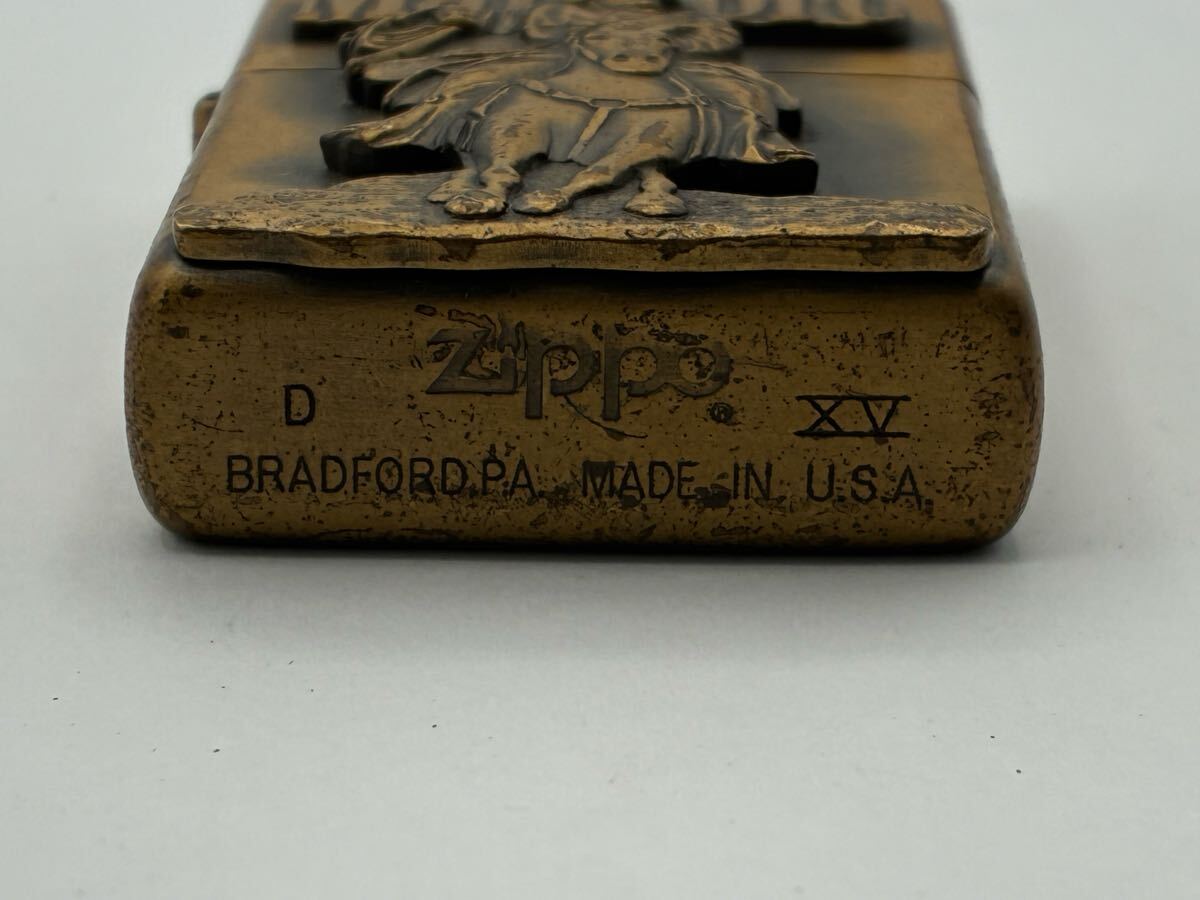 Zippo ®
D XV
BRADFORD.PA. MADE IN U.S.A.